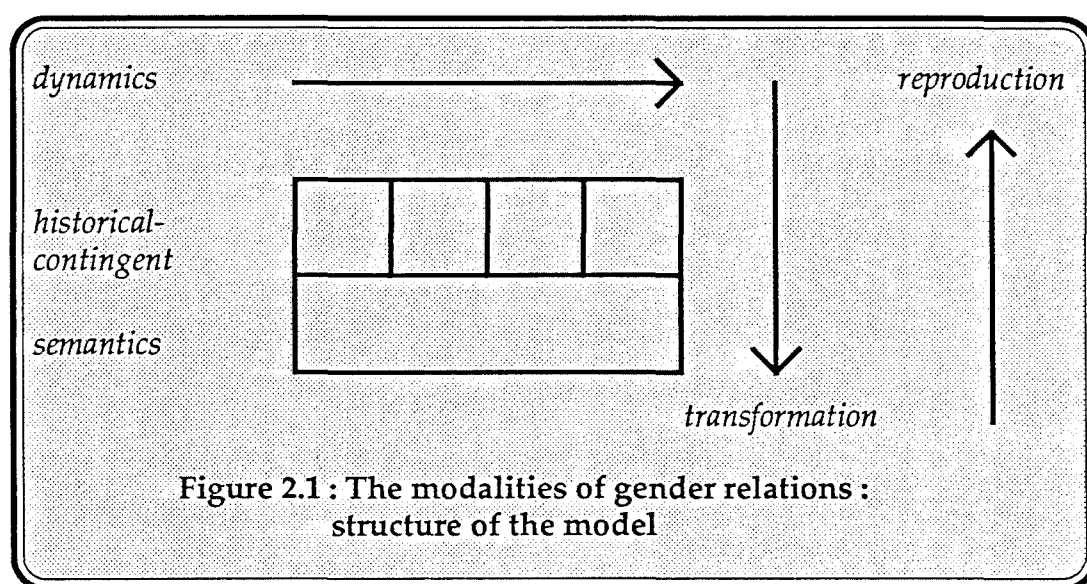 dynamics
reproduction
historical-
contingent
semantics
transformation
Figure 2.1 : The modalities of gender relations :
structure of the model